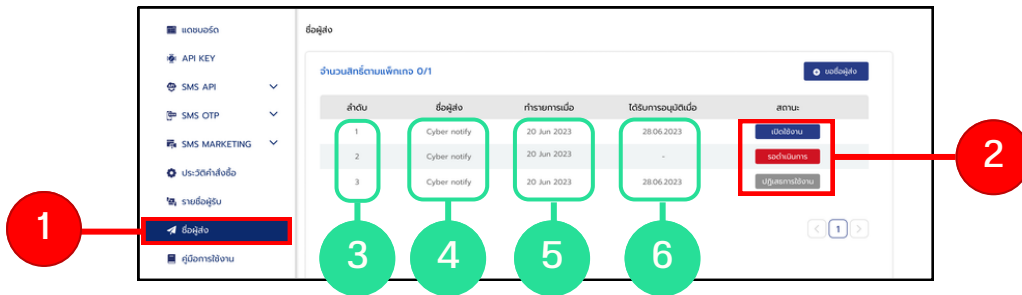 แดชบอร์ด
API KEY
SMS API
SMS OTP
SMS MARKETING
ประวัติคำสั่งซื้อ
รายชื่อผู้รับ
ชื่อผู้ส่ง
คู่มือการใช้งาน
1
ชื่อผู้ส่ง
จำนวนสิทธิ์ตามแพ็กเกจ 0/1
ขอชื่อผู้ส่ง
ลำดับ ชื่อผู้ส่ง ทำรายการเมื่อ ได้รับการอนุมัติเมื่อ สถานะ
1 Cyber notify 20 Jun 2023 28.06.2023 เปิดใช้งาน
2 Cyber notify 20 Jun 2023 - รอดำเนินการ
3 Cyber notify 20 Jun 2023 28.06.2023 ปฏิเสธการใช้งาน
2
< 1 >
3 4 5 6